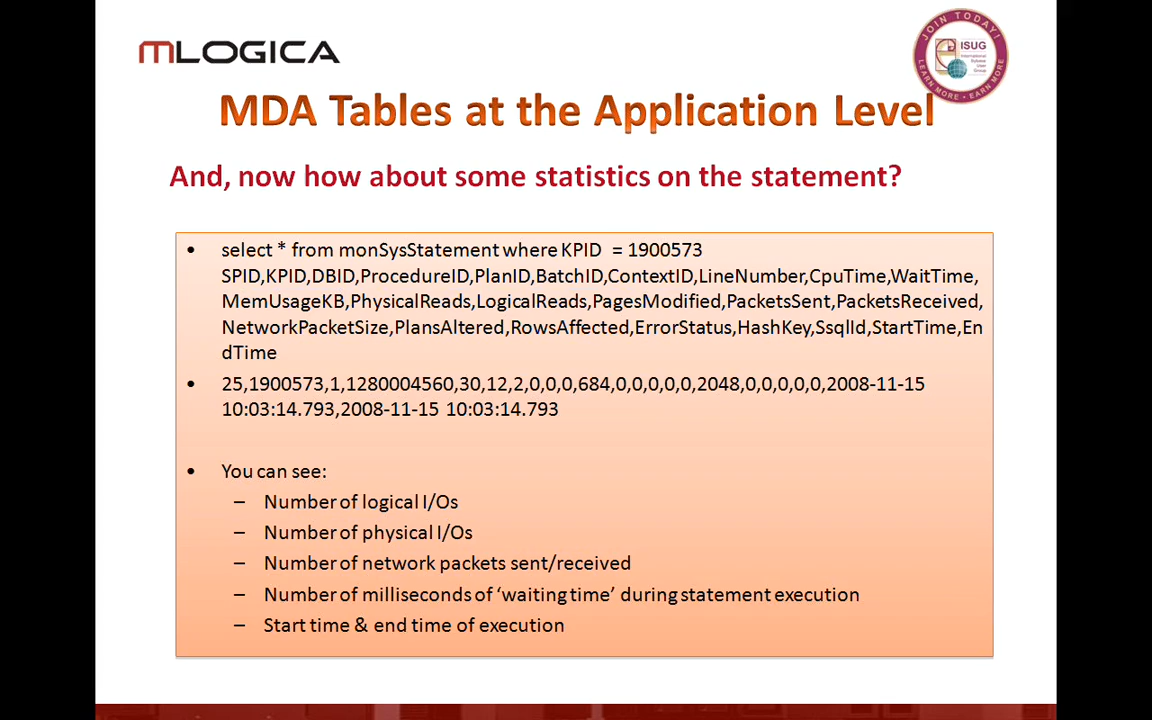 mLOGICA
JOIN TODAY!
ISUG
International
Sybase
User
Group
LEARN MORE • EARN MORE
MDA Tables at the Application Level
And, now how about some statistics on the statement?
• select * from monSysStatement where KPID = 1900573
SPID,KPID,DBID,ProcedureID,PlanID,BatchID,ContextID,LineNumber,CpuTime,WaitTime,
MemUsageKB,PhysicalReads,LogicalReads,PagesModified,PacketsSent,PacketsReceived,
NetworkPacketSize,PlansAltered,RowsAffected,ErrorStatus,HashKey,SsqlId,StartTime,En
dTime
• 25,1900573,1,1280004560,30,12,2,0,0,0,684,0,0,0,0,0,2048,0,0,0,0,0,2008-11-15
10:03:14.793,2008-11-15 10:03:14.793
• You can see:
– Number of logical I/Os
– Number of physical I/Os
– Number of network packets sent/received
– Number of milliseconds of ‘waiting time’ during statement execution
– Start time & end time of execution